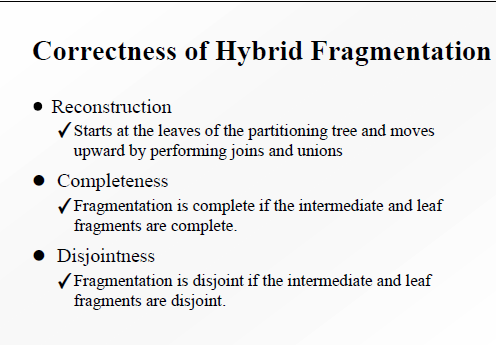 Correctness of Hybrid Fragmentation
● Reconstruction
✓Starts at the leaves of the partitioning tree and moves
upward by performing joins and unions
● Completeness
✓Fragmentation is complete if the intermediate and leaf
fragments are complete.
● Disjointness
✓Fragmentation is disjoint if the intermediate and leaf
fragments are disjoint.